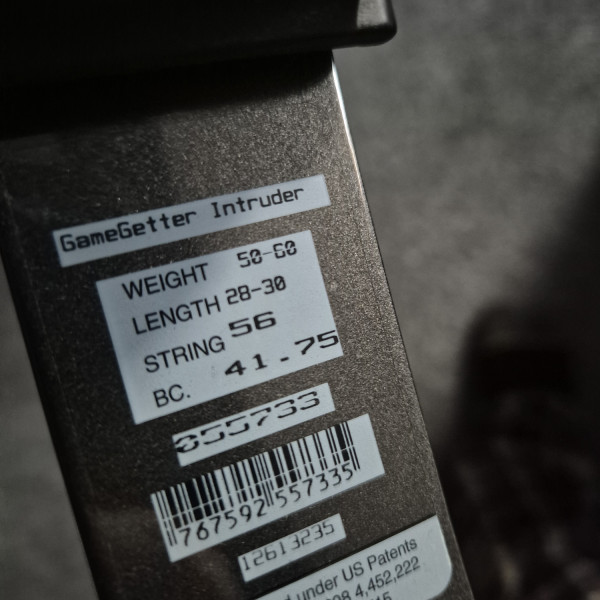 GameGetter Intruder
WEIGHT 50-60
LENGTH 28-30
STRING 56
BC. 41.75
355733
767592 557335
12613235
under US Patents
4,452,222